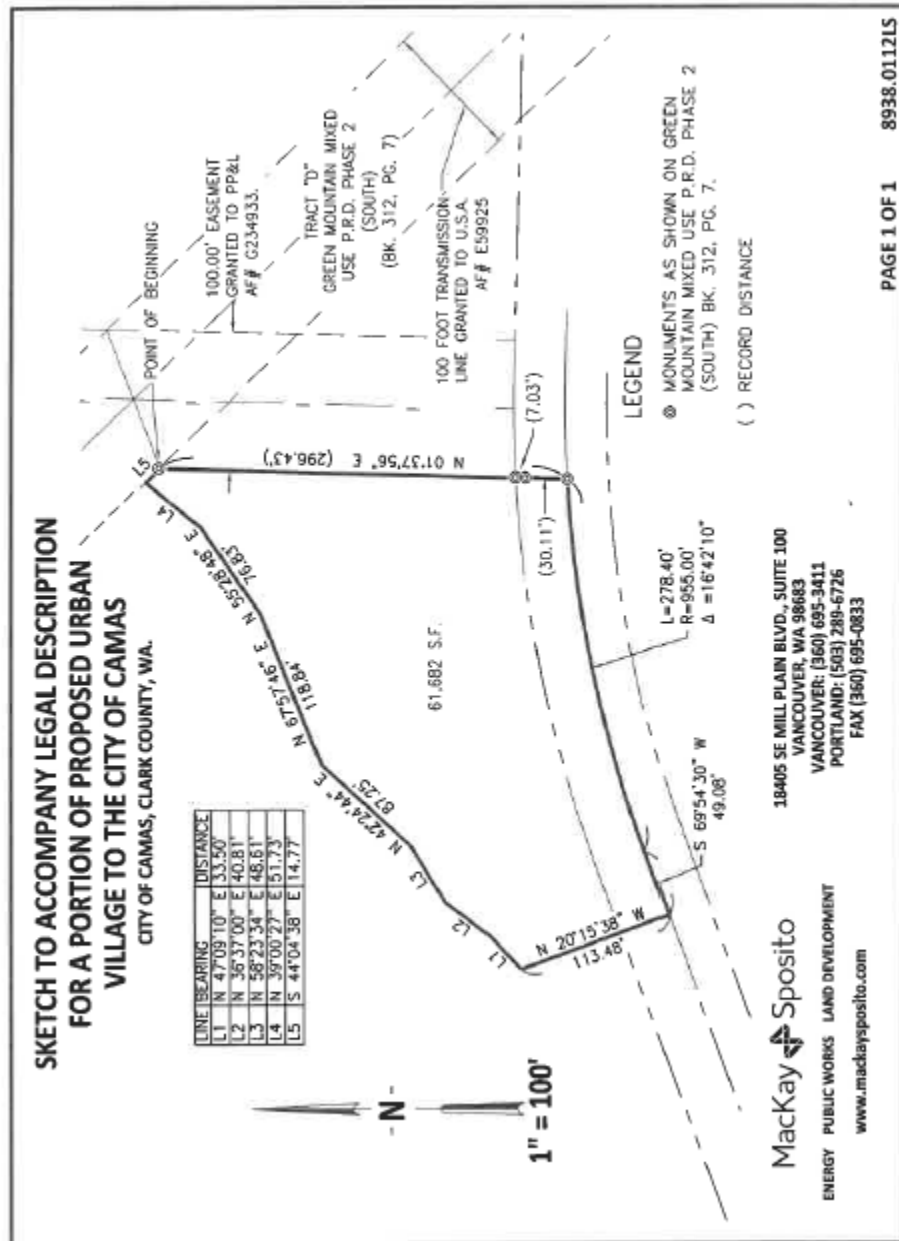 SKETCH TO ACCOMPANY LEGAL DESCRIPTION
FOR A PORTION OF PROPOSED URBAN
VILLAGE TO THE CITY OF CAMAS
CITY OF CAMAS, CLARK COUNTY, WA.
LINE BEARING DISTANCE
L1 N 47°09'10" E 33.50'
L2 N 36°37'00" E 40.81'
L3 N 58°23'34" E 48.61'
L4 N 39°00'27" E 51.73'
L5 S 44°04'38" E 14.77'
-N-
1" = 100'
POINT OF BEGINNING
100.00' EASEMENT
GRANTED TO PP&L
AF# G234933.
TRACT "D"
GREEN MOUNTAIN MIXED
USE P.R.D. PHASE 2
(SOUTH)
(BK. 312, PG. 7)
100 FOOT TRANSMISSION
LINE GRANTED TO U.S.A.
AF# E59925
L5
L4
N 55°28'48" E
76.83'
N 67°57'46" E
118.84'
N 42°24'44" E
87.25'
L3
L2
L1
N 01°37'56" E (296.43')
61,682 S.F.
(7.03')
(30.11')
N 20°15'38" W
113.48'
S 69°54'30" W
49.08'
L=278.40'
R=955.00'
Δ =16°42'10"
LEGEND
◎ MONUMENTS AS SHOWN ON GREEN
MOUNTAIN MIXED USE P.R.D. PHASE 2
(SOUTH) BK. 312, PG. 7.
( ) RECORD DISTANCE
MacKay Sposito
ENERGY PUBLIC WORKS LAND DEVELOPMENT
www.mackaysposito.com
18405 SE MILL PLAIN BLVD., SUITE 100
VANCOUVER, WA 98683
VANCOUVER: (360) 695-3411
PORTLAND: (503) 289-6726
FAX (360) 695-0833
PAGE 1 OF 1 8938.0112LS